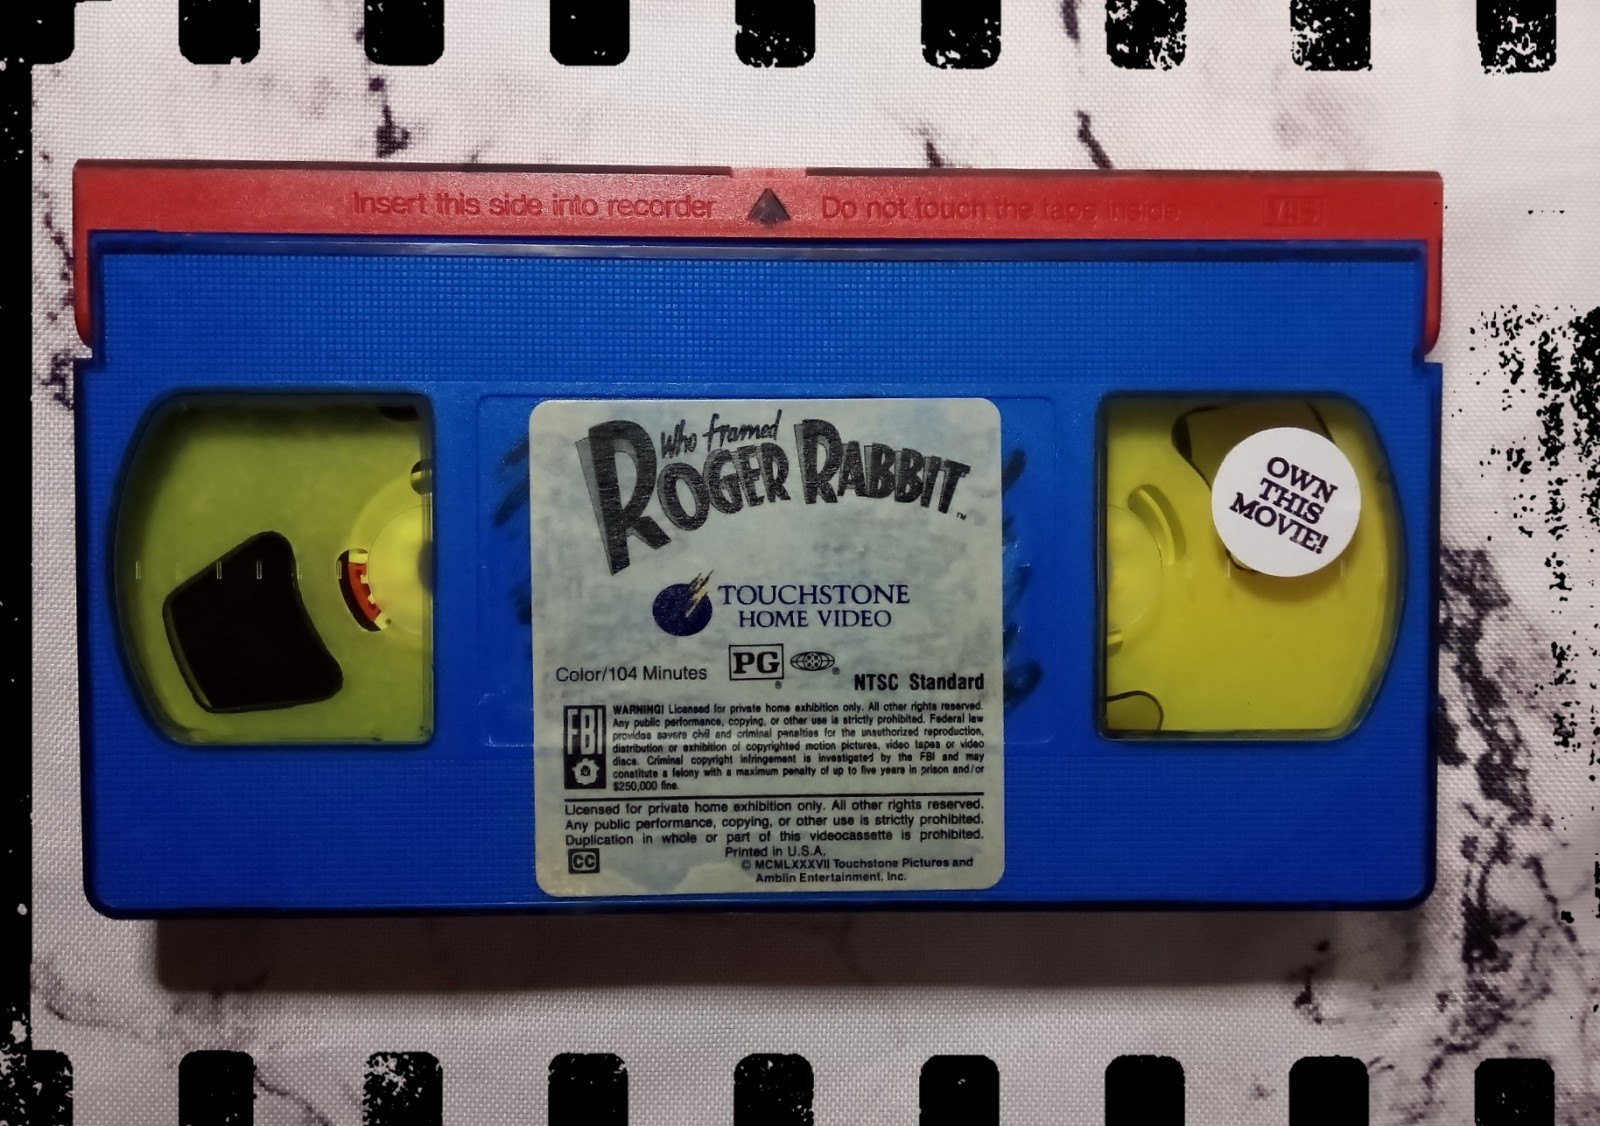 Insert this side into recorder
Do not touch the tape inside
VHS
Who framed
ROGER RABBIT™
TOUCHSTONE
HOME VIDEO
Color/104 Minutes
PG
®
®
NTSC Standard
FBI
WARNING! Licensed for private home exhibition only. All other rights reserved.
Any public performance, copying, or other use is strictly prohibited. Federal law
provides severe civil and criminal penalties for the unauthorized reproduction,
distribution or exhibition of copyrighted motion pictures, video tapes or video
discs. Criminal copyright infringement is investigated by the FBI and may
constitute a felony with a maximum penalty of up to five years in prison and/or
$250,000 fine.
Licensed for private home exhibition only. All other rights reserved.
Any public performance, copying, or other use is strictly prohibited.
Duplication in whole or part of this videocassette is prohibited.
Printed in U.S.A.
CC
© MCMLXXXVII Touchstone Pictures and
Amblin Entertainment, Inc.
OWN
THIS
MOVIE!